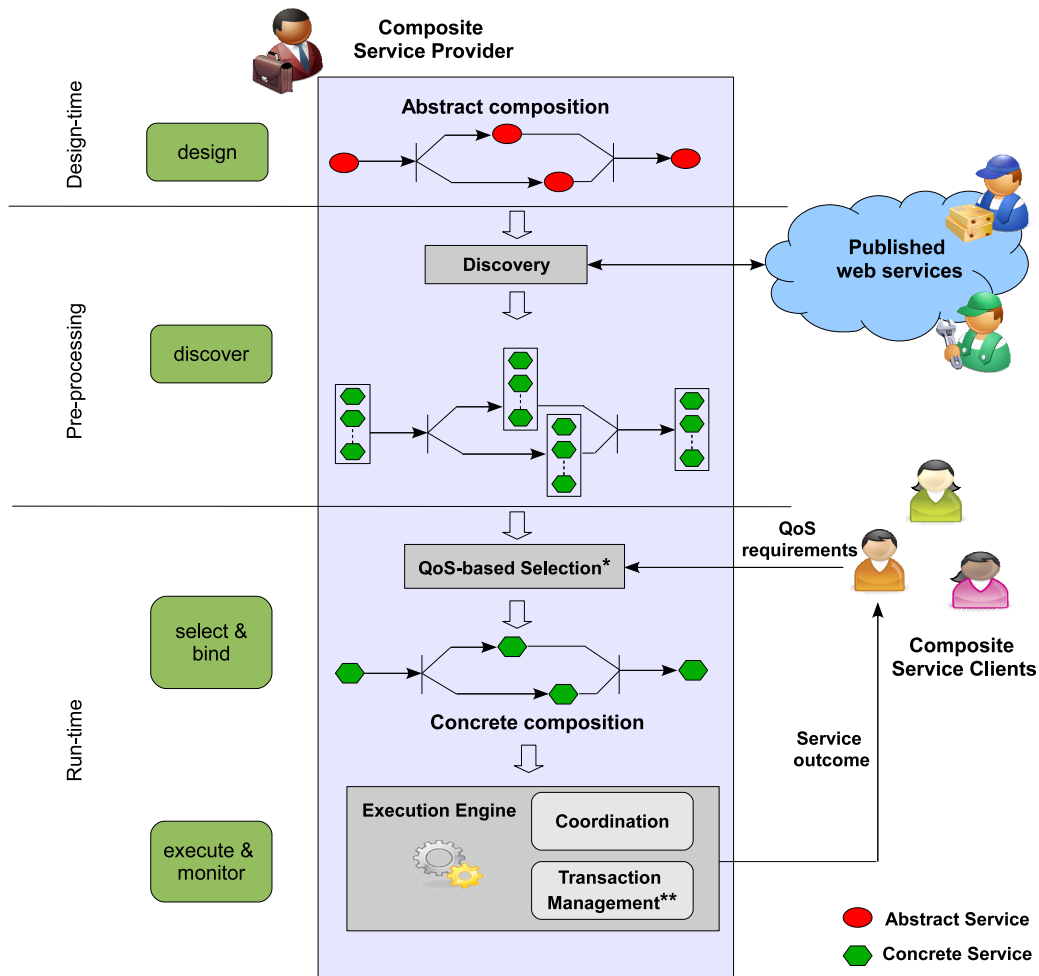 Composite
Service Provider
Design-time
design
Abstract composition
Pre-processing
discover
Discovery
Published
web services
Run-time
QoS
requirements
QoS-based Selection*
select &
bind
Composite
Service Clients
Concrete composition
Service
outcome
execute &
monitor
Execution Engine
Coordination
Transaction
Management**
Abstract Service
Concrete Service